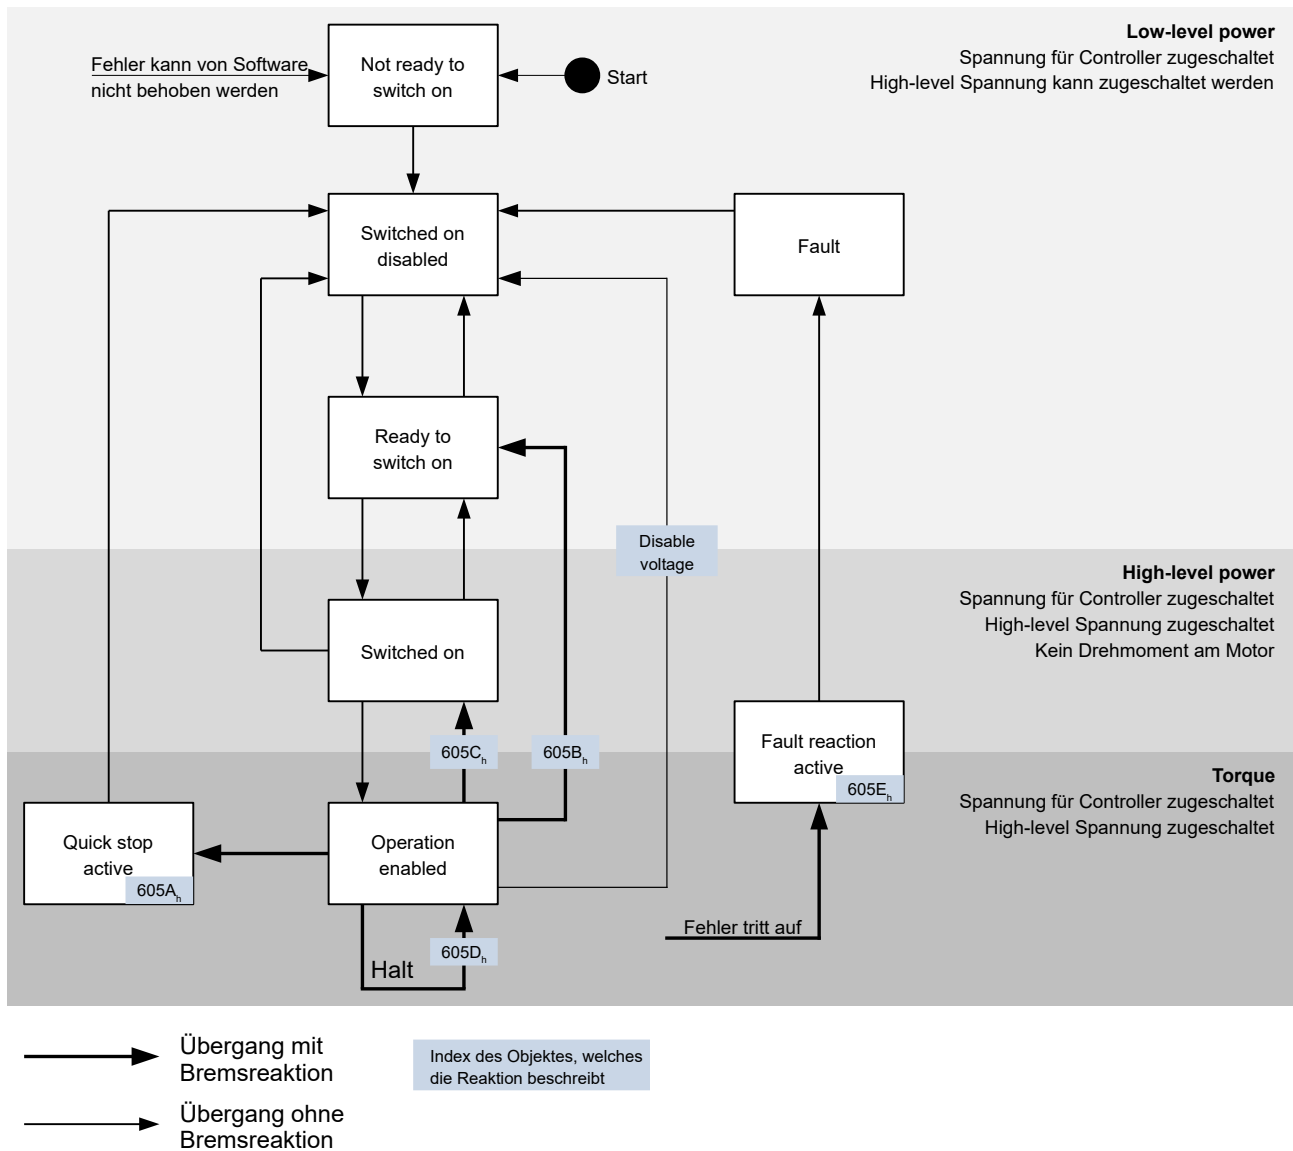 Low-level power
Spannung für Controller zugeschaltet
High-level Spannung kann zugeschaltet werden
Fehler kann von Software
nicht behoben werden
Not ready to
switch on
Start
Switched on
disabled
Fault
Ready to
switch on
Disable
voltage
High-level power
Spannung für Controller zugeschaltet
High-level Spannung zugeschaltet
Kein Drehmoment am Motor
Switched on
605Ch
605Bh
Fault reaction
active
605Eh
Torque
Spannung für Controller zugeschaltet
High-level Spannung zugeschaltet
Quick stop
active
605Ah
Operation
enabled
Fehler tritt auf
605Dh
Halt
Übergang mit
Bremsreaktion
Index des Objektes, welches
die Reaktion beschreibt
Übergang ohne
Bremsreaktion